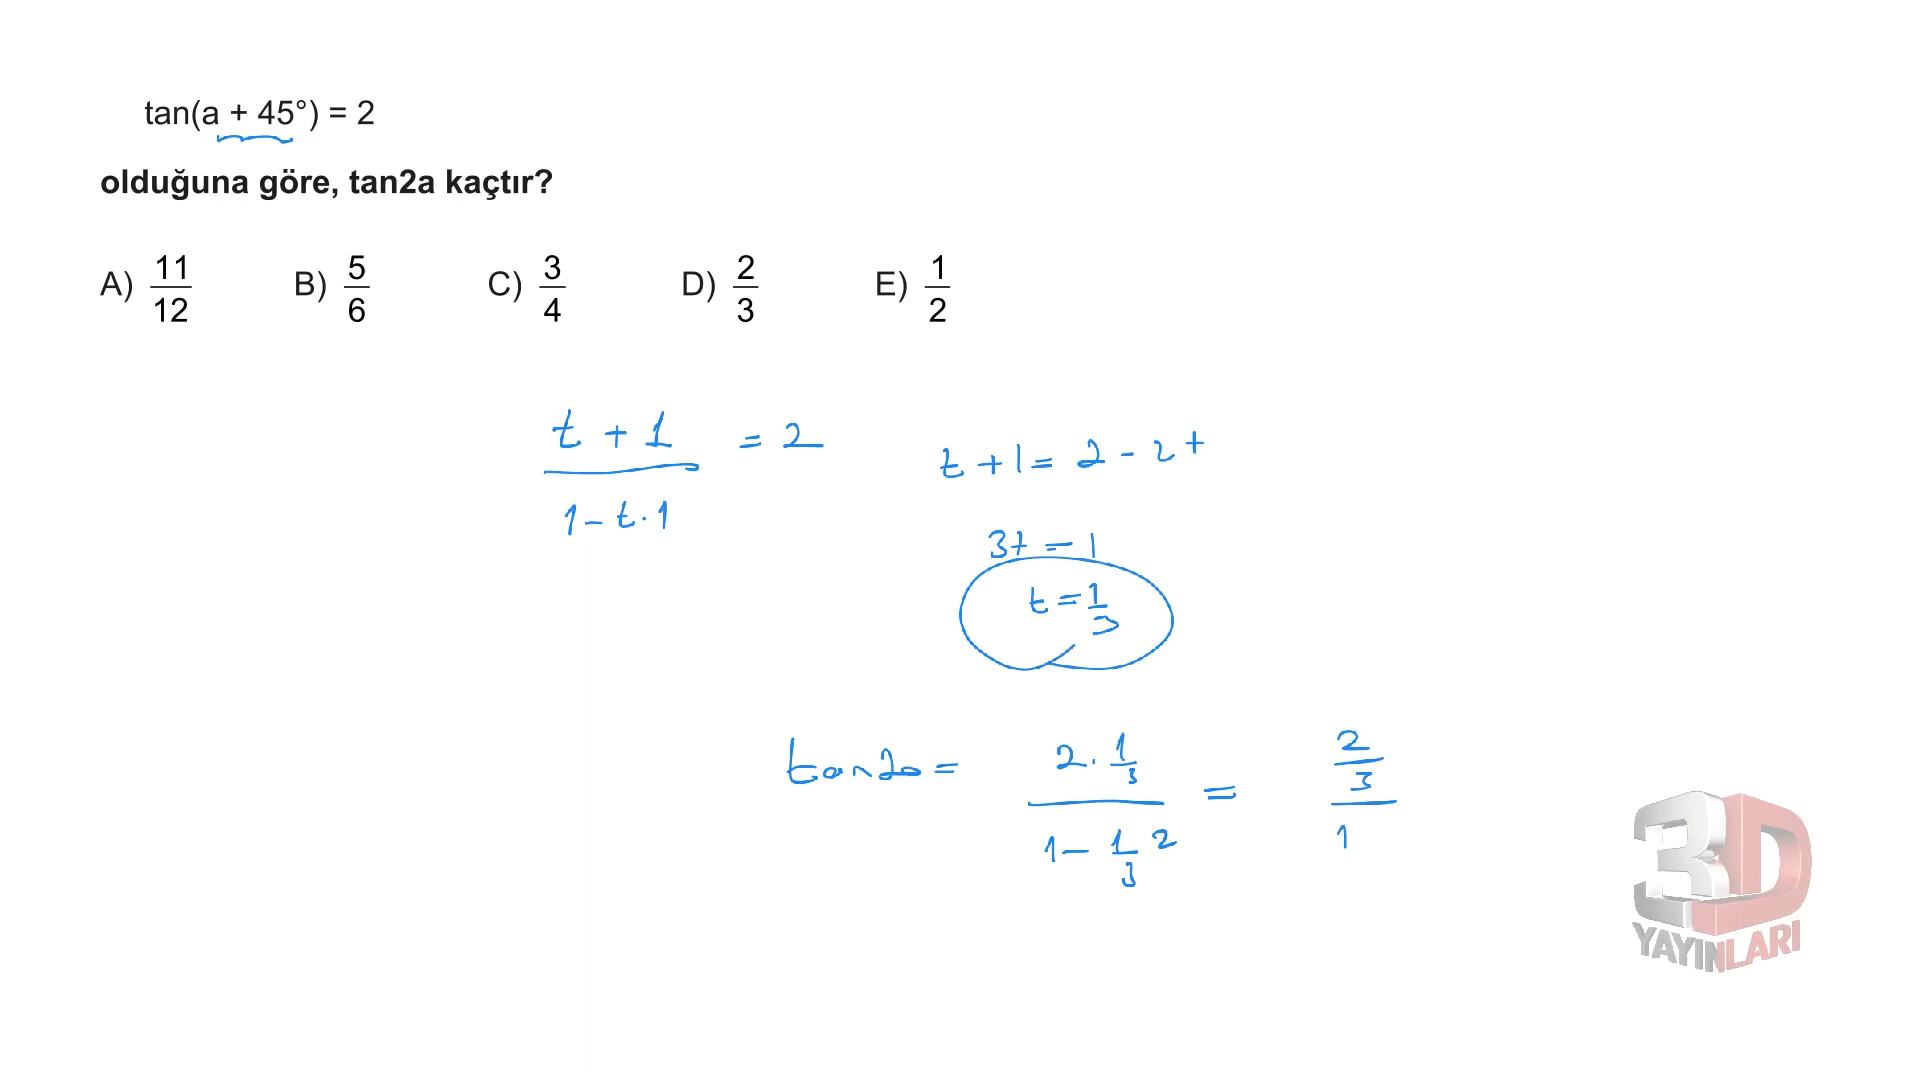 tan(a + 45°) = 2
olduğuna göre, tan2a kaçtır?
A) 11/12 B) 5/6 C) 3/4 D) 2/3 E) 1/2
(t + 1)/(1 - t.1) = 2
t + 1 = 2 - 2t
3t = 1
t = 1/3
tan2a = (2.1/3)/(1 - 1/3²) = (2/3)/1
3D
YAYINLARI